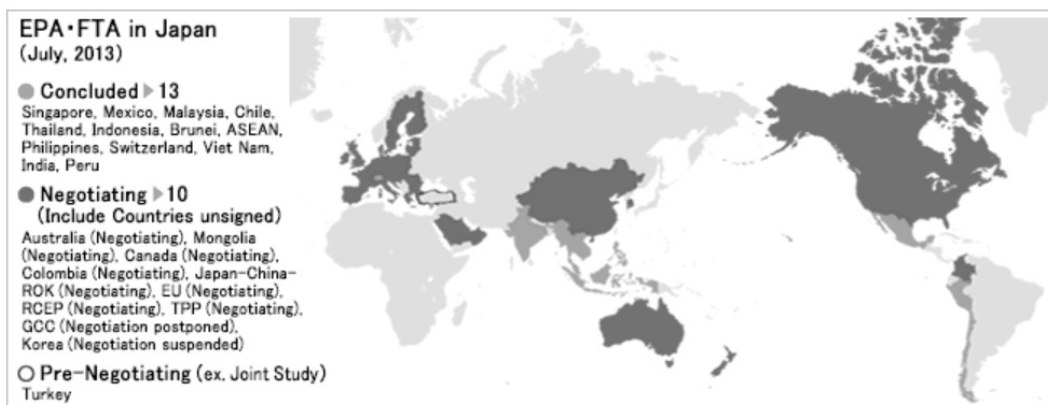 EPA・FTA in Japan
(July, 2013)
Concluded ▶ 13
Singapore, Mexico, Malaysia, Chile,
Thailand, Indonesia, Brunei, ASEAN,
Philippines, Switzerland, Viet Nam,
India, Peru
Negotiating ▶ 10
(Include Countries unsigned)
Australia (Negotiating), Mongolia
(Negotiating), Canada (Negotiating),
Colombia (Negotiating), Japan-China-
ROK (Negotiating), EU (Negotiating),
RCEP (Negotiating), TPP (Negotiating),
GCC (Negotiation postponed),
Korea (Negotiation suspended)
Pre-Negotiating (ex. Joint Study)
Turkey